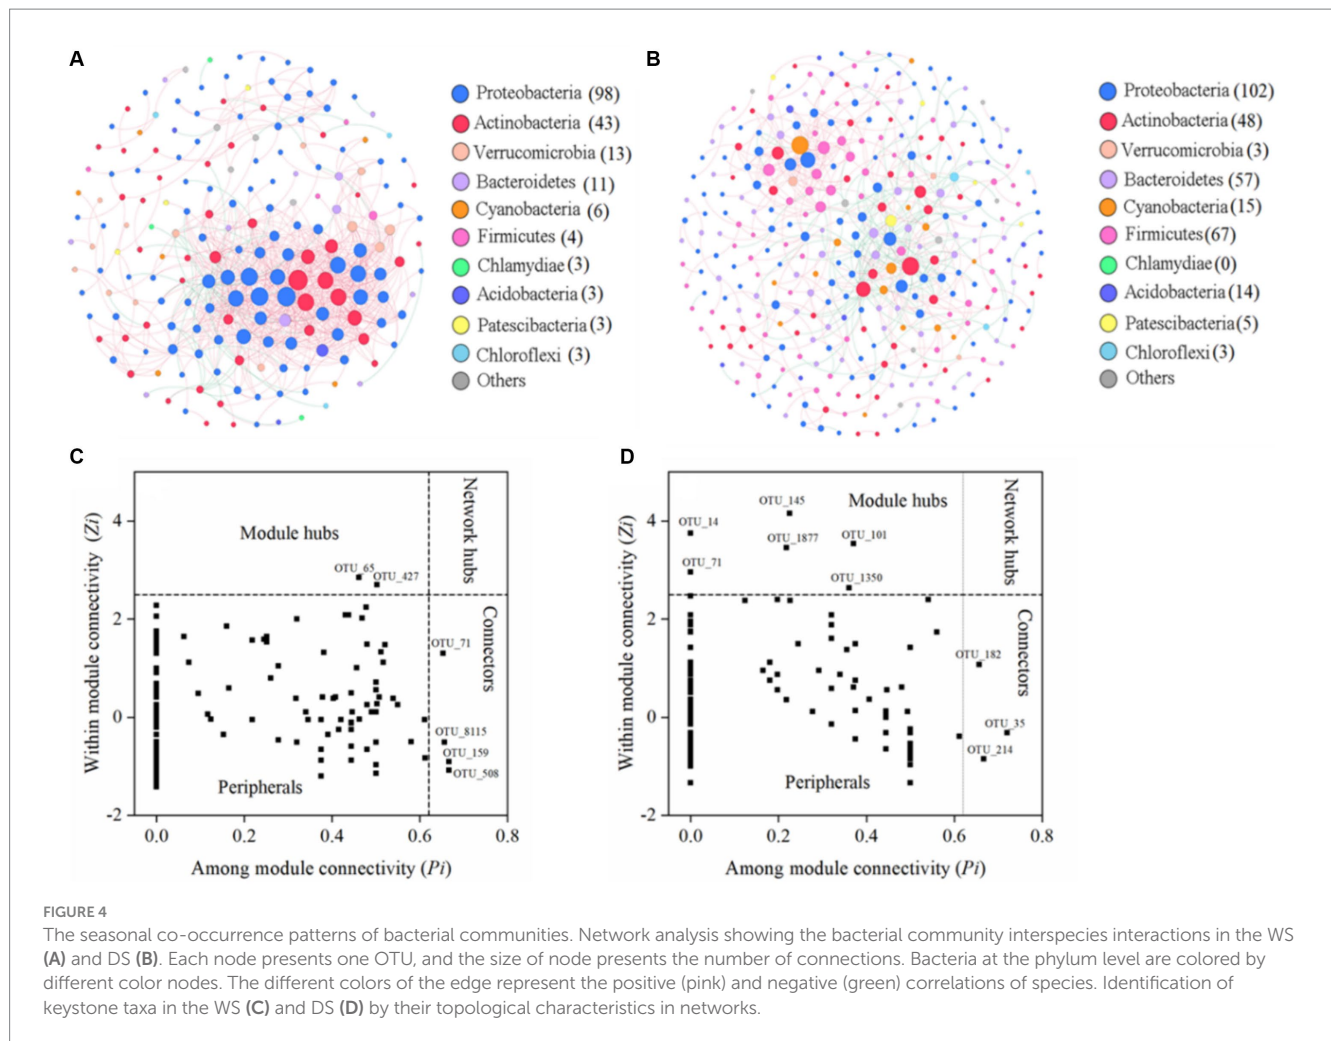 A
Proteobacteria (98)
Actinobacteria (43)
Verrucomicrobia (13)
Bacteroidetes (11)
Cyanobacteria (6)
Firmicutes (4)
Chlamydiae (3)
Acidobacteria (3)
Patescibacteria (3)
Chloroflexi (3)
Others
B
Proteobacteria (102)
Actinobacteria (48)
Verrucomicrobia (3)
Bacteroidetes (57)
Cyanobacteria (15)
Firmicutes (67)
Chlamydiae (0)
Acidobacteria (14)
Patescibacteria (5)
Chloroflexi (3)
Others
C
Within module connectivity (Zi)
4
2
0
-2
Module hubs
Network hubs
OTU_65
OTU_427
Connectors
OTU_71
OTU_8115
OTU_159
OTU_508
Peripherals
0.0 0.2 0.4 0.6 0.8
Among module connectivity (Pi)
D
Within module connectivity (Zi)
4
2
0
-2
OTU_145
Module hubs
Network hubs
OTU_14
OTU_1877
OTU_101
OTU_71
OTU_1350
Connectors
OTU_182
OTU_35
OTU_214
Peripherals
0.0 0.2 0.4 0.6 0.8
Among module connectivity (Pi)
FIGURE 4
The seasonal co-occurrence patterns of bacterial communities. Network analysis showing the bacterial community interspecies interactions in the WS
(A) and DS (B). Each node presents one OTU, and the size of node presents the number of connections. Bacteria at the phylum level are colored by
different color nodes. The different colors of the edge represent the positive (pink) and negative (green) correlations of species. Identification of
keystone taxa in the WS (C) and DS (D) by their topological characteristics in networks.